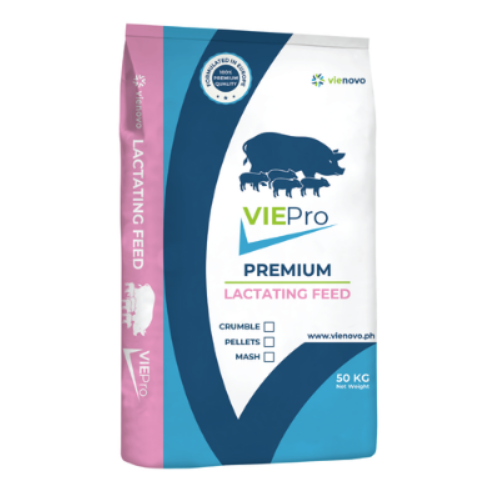 vienovo
LACTATING FEED
VIEPro
FORMULATED IN EUROPE
100%
PREMIUM
QUALITY
vienovo
VIEPro
PREMIUM
LACTATING FEED
CRUMBLE
PELLETS
MASH
www.vienovo.ph
50 KG
Net Weight